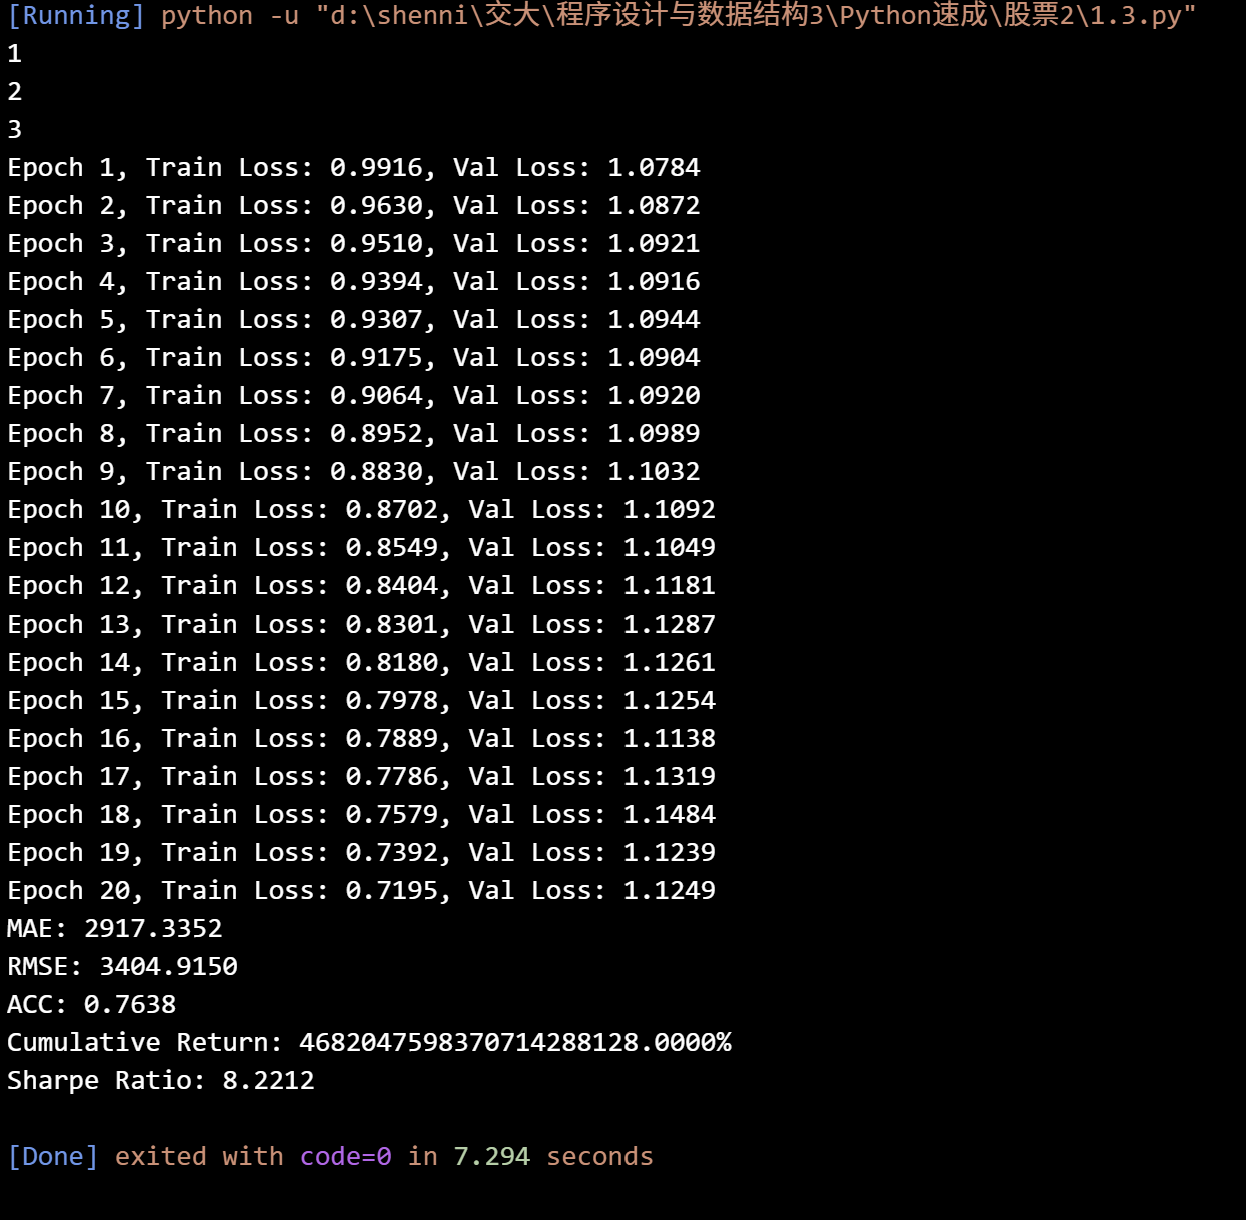 [Running] python -u "d:\shenni\交大\程序设计与数据结构3\Python速成\股票2\1.3.py"
1
2
3
Epoch 1, Train Loss: 0.9916, Val Loss: 1.0784
Epoch 2, Train Loss: 0.9630, Val Loss: 1.0872
Epoch 3, Train Loss: 0.9510, Val Loss: 1.0921
Epoch 4, Train Loss: 0.9394, Val Loss: 1.0916
Epoch 5, Train Loss: 0.9307, Val Loss: 1.0944
Epoch 6, Train Loss: 0.9175, Val Loss: 1.0904
Epoch 7, Train Loss: 0.9064, Val Loss: 1.0920
Epoch 8, Train Loss: 0.8952, Val Loss: 1.0989
Epoch 9, Train Loss: 0.8830, Val Loss: 1.1032
Epoch 10, Train Loss: 0.8702, Val Loss: 1.1092
Epoch 11, Train Loss: 0.8549, Val Loss: 1.1049
Epoch 12, Train Loss: 0.8404, Val Loss: 1.1181
Epoch 13, Train Loss: 0.8301, Val Loss: 1.1287
Epoch 14, Train Loss: 0.8180, Val Loss: 1.1261
Epoch 15, Train Loss: 0.7978, Val Loss: 1.1254
Epoch 16, Train Loss: 0.7889, Val Loss: 1.1138
Epoch 17, Train Loss: 0.7786, Val Loss: 1.1319
Epoch 18, Train Loss: 0.7579, Val Loss: 1.1484
Epoch 19, Train Loss: 0.7392, Val Loss: 1.1239
Epoch 20, Train Loss: 0.7195, Val Loss: 1.1249
MAE: 2917.3352
RMSE: 3404.9150
ACC: 0.7638
Cumulative Return: 4682047598370714288128.0000%
Sharpe Ratio: 8.2212
[Done] exited with code=0 in 7.294 seconds